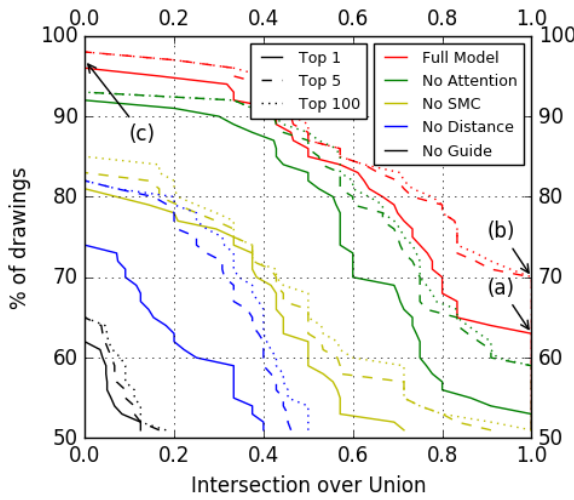 0.0 0.2 0.4 0.6 0.8 1.0
100 100
90 90
80 80
70 70
60 60
50 50
0.0 0.2 0.4 0.6 0.8 1.0
% of drawings
Intersection over Union
Top 1
Top 5
Top 100
Full Model
No Attention
No SMC
No Distance
No Guide
(c)
(b)
(a)